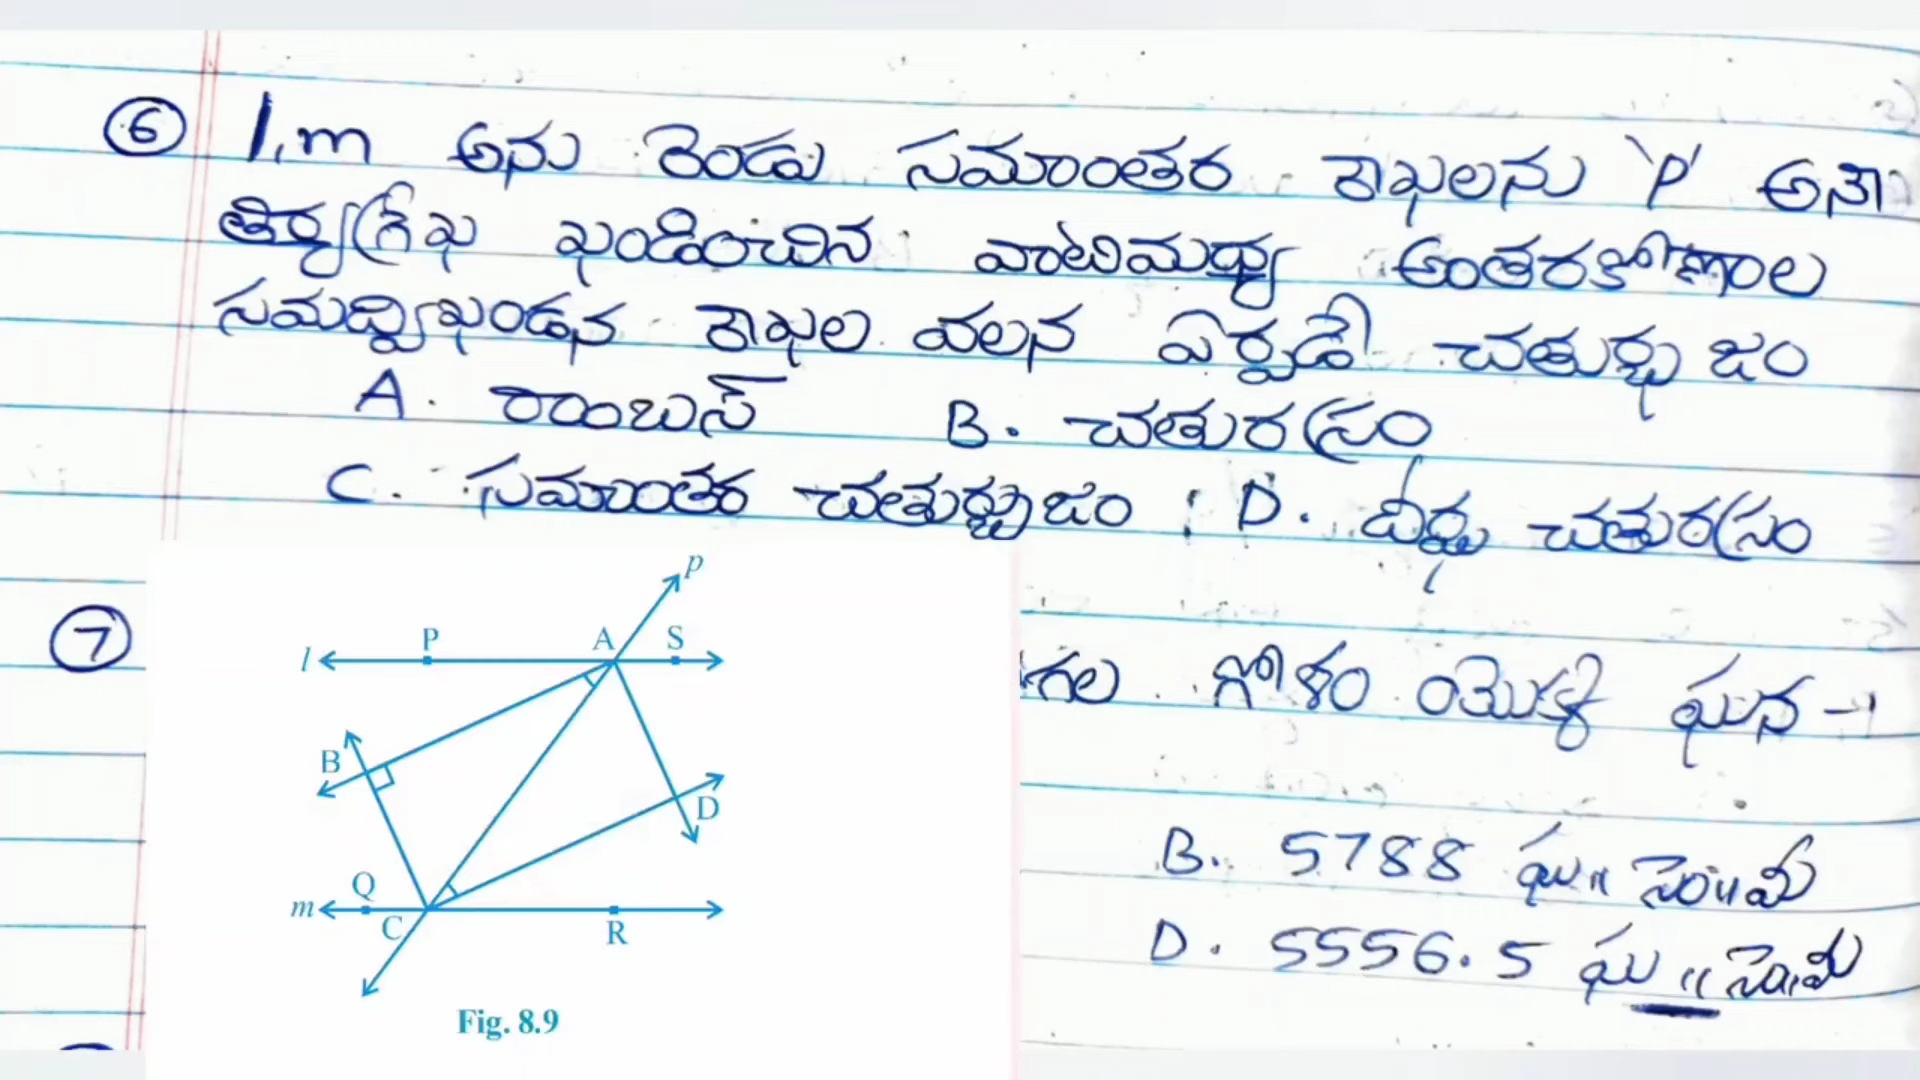 6 l, m అను రెండు సమాంతర రేఖలను 'P' అనే
తిర్యగ్రేఖ ఖండించిన వాటిమధ్య అంతరకోణాల
సమద్విఖండన రేఖల వలన ఏర్పడే చతుర్భుజం
A. రాంబస్ B. చతురస్రం
C. సమాంతర చతుర్భుజం D. దీర్ఘ చతురస్రం
7 గల గోళం యొక్క ఘన-
B. 5788 ఘ॥ సెం॥మీ
D. 5556.5 ఘ॥ సెం॥మీ
p
l P A S
B
D
Q
m C R
Fig. 8.9